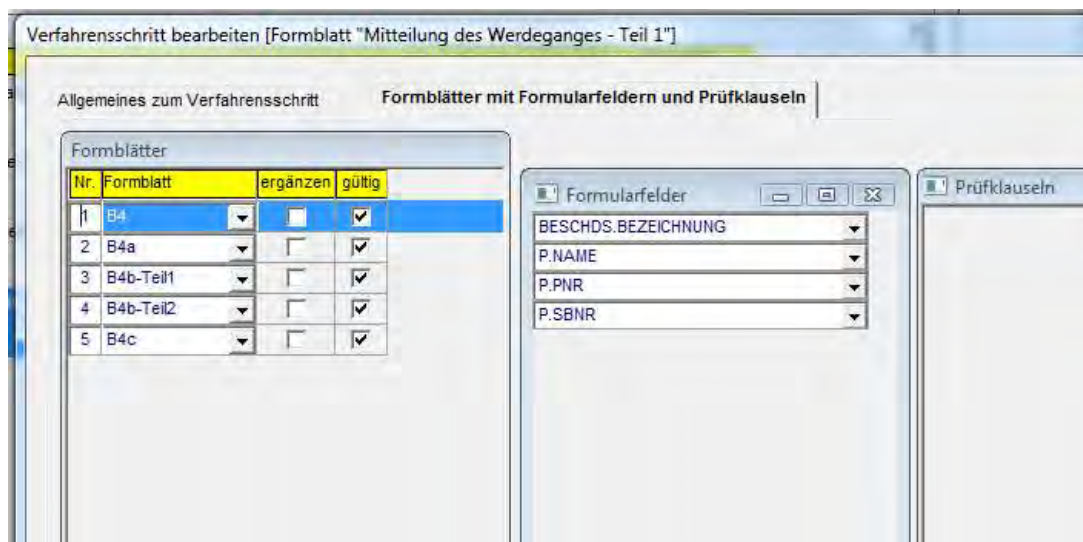 Verfahrensschritt bearbeiten [Formblatt "Mitteilung des Werdeganges - Teil 1"]
Allgemeines zum Verfahrensschritt Formblätter mit Formularfeldern und Prüfklauseln
Formblätter
Nr. Formblatt ergänzen gültig
1 B4
2 B4a
3 B4b-Teil1
4 B4b-Teil2
5 B4c
Formularfelder
BESCHDS.BEZEICHNUNG
P.NAME
P.PNR
P.SBNR
Prüfklauseln